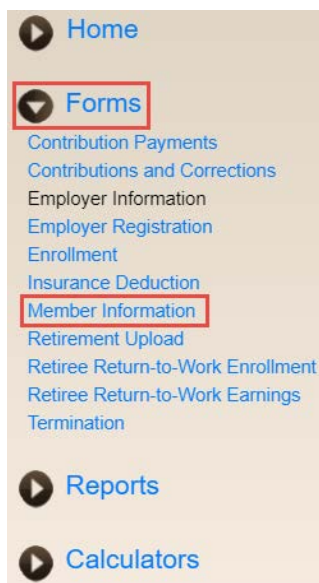 Home
Forms
Contribution Payments
Contributions and Corrections
Employer Information
Employer Registration
Enrollment
Insurance Deduction
Member Information
Retirement Upload
Retiree Return-to-Work Enrollment
Retiree Return-to-Work Earnings
Termination
Reports
Calculators